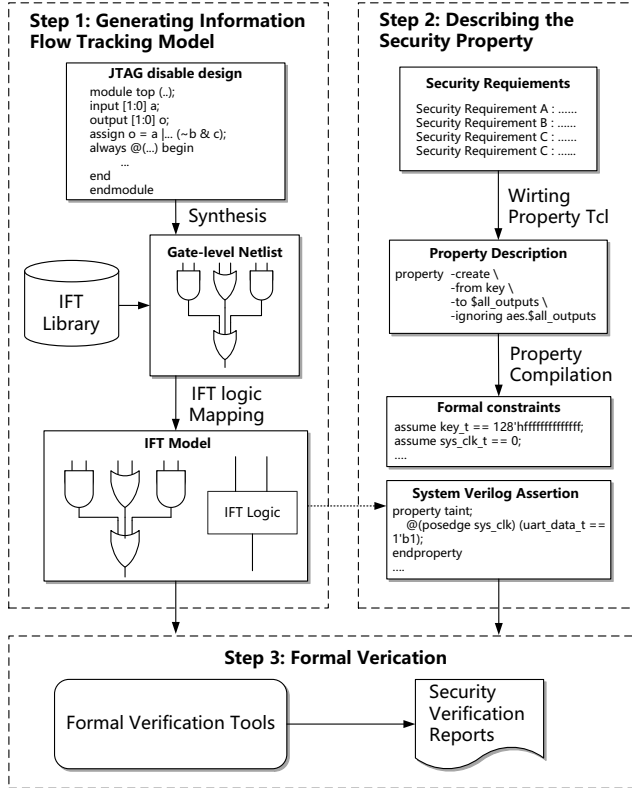 Step 1: Generating Information
Flow Tracking Model
JTAG disable design
module top (..);
input [1:0] a;
output [1:0] o;
assign o = a |... (~b & c);
always @(...) begin
...
end
endmodule
Synthesis
Gate-level Netlist
IFT
Library
IFT logic
Mapping
IFT Model
IFT Logic
Step 2: Describing the
Security Property
Security Requiements
Security Requirement A : ......
Security Requirement B : ......
Security Requirement C : ......
Security Requirement C : ......
Wirting
Property Tcl
Property Description
property -create \
-from key \
-to $all_outputs \
-ignoring aes.$all_outputs
Property
Compilation
Formal constraints
assume key_t == 128'hffffffffffffff;
assume sys_clk_t == 0;
....
System Verilog Assertion
property taint;
@(posedge sys_clk) (uart_data_t ==
1'b1);
endproperty
....
Step 3: Formal Verication
Formal Verification Tools
Security
Verification
Reports